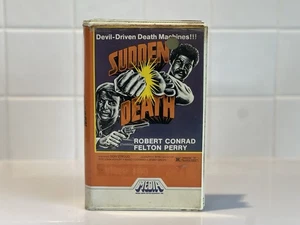 Devil-Driven Death Machines!!!
SUDDEN
DEATH
ROBERT CONRAD
FELTON PERRY
MEDIA